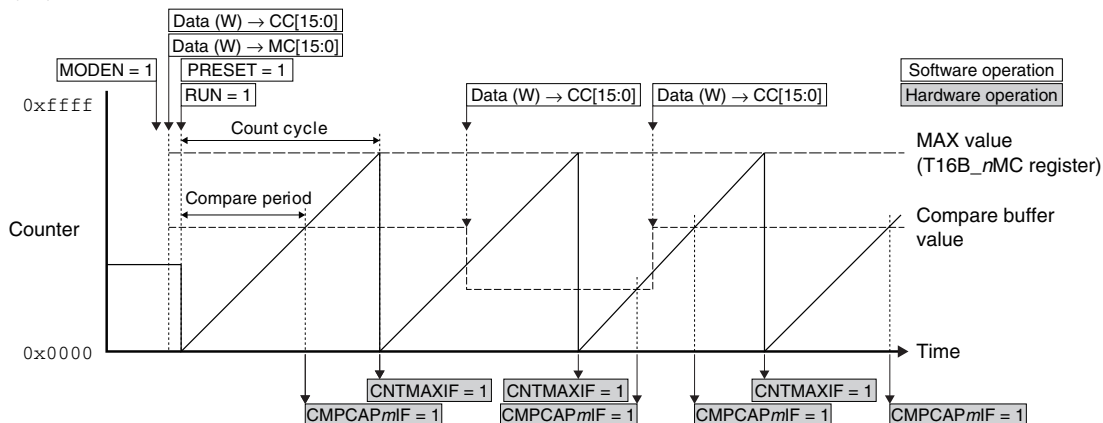 Data (W) → CC[15:0]
Data (W) → MC[15:0]
MODEN = 1
PRESET = 1
RUN = 1
Software operation
Hardware operation
0xffff
Data (W) → CC[15:0]
Data (W) → CC[15:0]
Count cycle
MAX value
(T16B_nMC register)
Compare period
Counter
Compare buffer
value
0x0000
Time
CNTMAXIF = 1
CNTMAXIF = 1
CNTMAXIF = 1
CMPCAPmIF = 1
CMPCAPmIF = 1
CMPCAPmIF = 1
CMPCAPmIF = 1